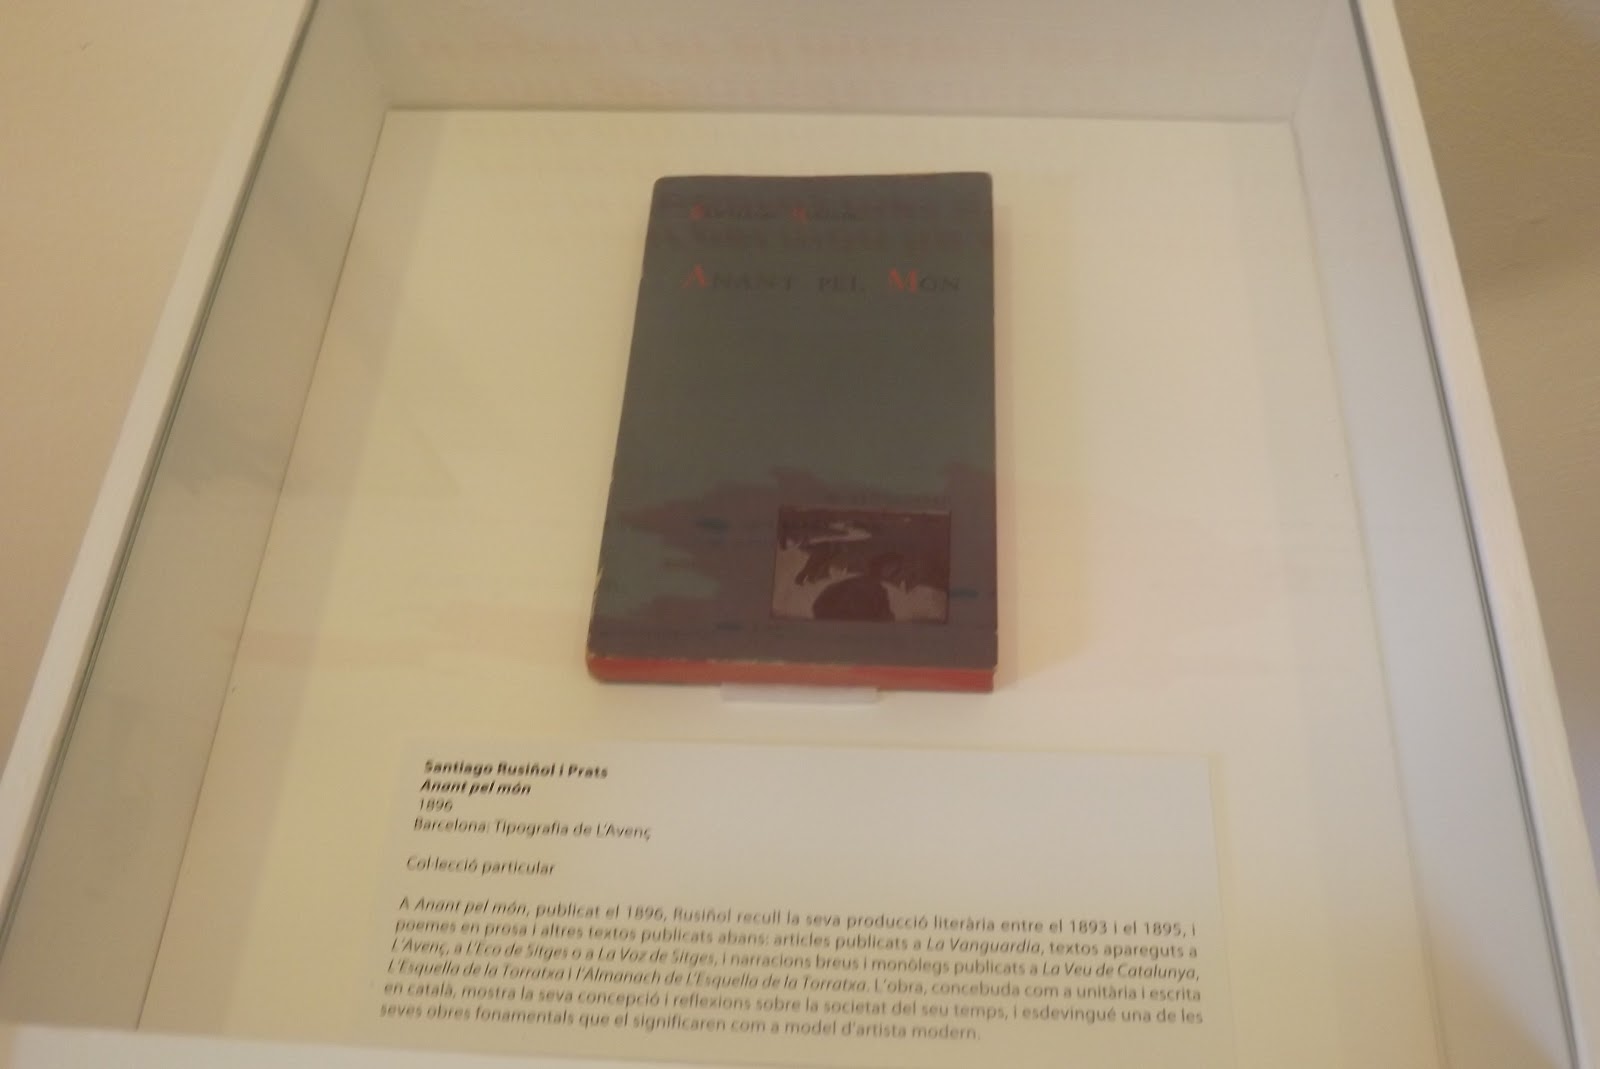 ANANT PEL MON
Santiago Rusiñol i Prats
Anant pel món
1896
Barcelona: Tipografia de L'Avenç
Col·lecció particular
A Anant pel món, publicat el 1896, Rusiñol recull la seva producció literària entre el 1893 i el 1895, i
poemes en prosa i altres textos publicats abans: articles publicats a La Vanguardia, textos apareguts a
L'Avenç, a L'Eco de Sitges o a La Voz de Sitges, i narracions breus i monòlegs publicats a La Veu de Catalunya,
L'Esquella de la Torratxa i l'Almanach de L'Esquella de la Torratxa. L'obra, concebuda com a unitària i escrita
en català, mostra la seva concepció i reflexions sobre la societat del seu temps, i esdevingué una de les
seves obres fonamentals que el significaren com a model d'artista modern.